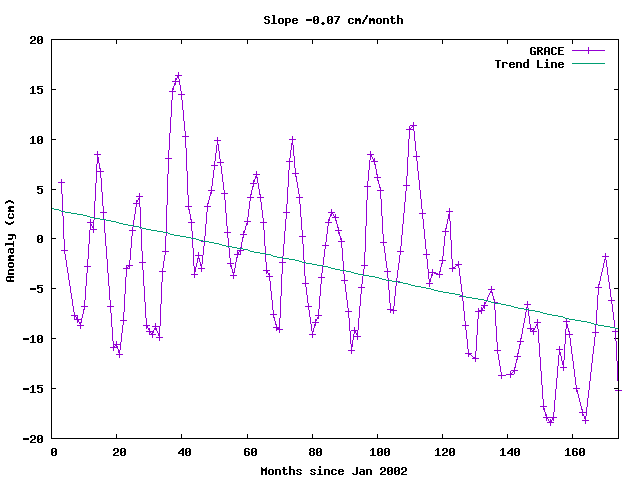 Slope -0.07 cm/month
GRACE
Trend Line
20
15
10
5
0
-5
-10
-15
-20
Anomaly (cm)
0 20 40 60 80 100 120 140 160
Months since Jan 2002